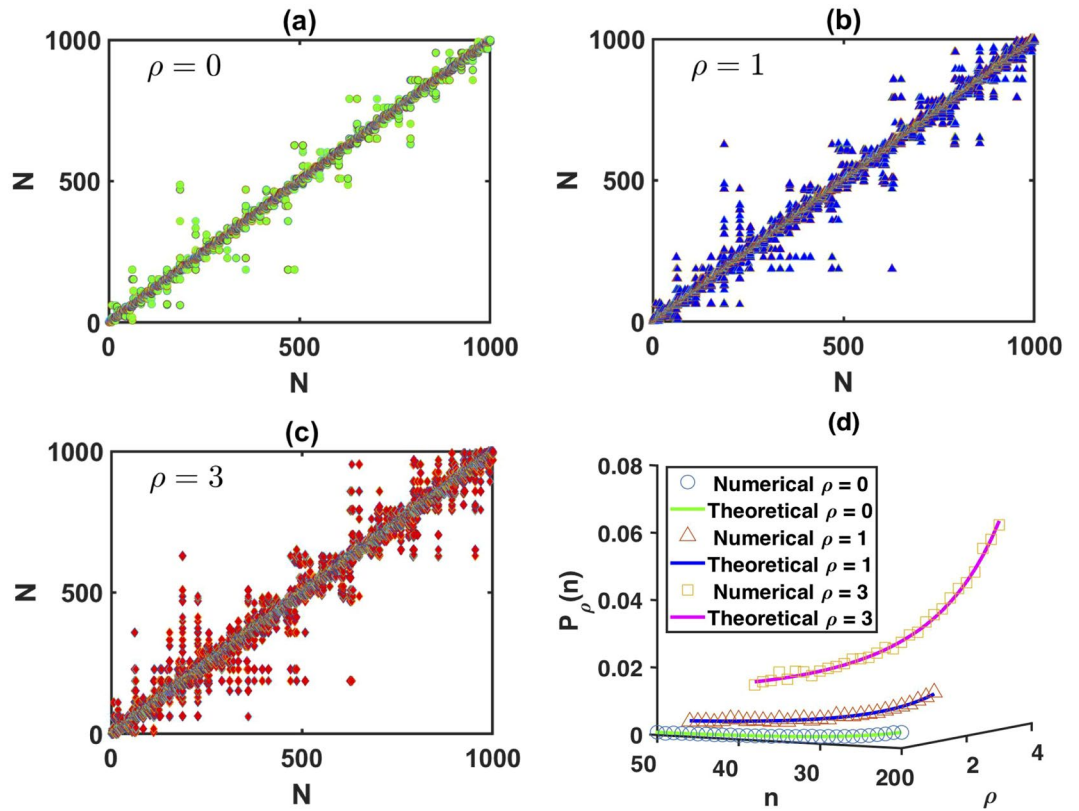 (a)
ρ = 0
1000
500
0
N
0 500 1000
N
(b)
ρ = 1
1000
500
0
N
0 500 1000
N
(c)
ρ = 3
1000
500
0
N
0 500 1000
N
(d)
0.08
0.06
0.04
0.02
0
P_ρ(n)
Numerical ρ = 0
Theoretical ρ = 0
Numerical ρ = 1
Theoretical ρ = 1
Numerical ρ = 3
Theoretical ρ = 3
50 40 30 200 2 4
n ρ